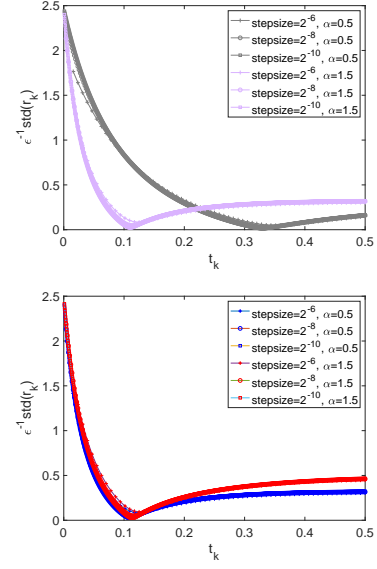 2.5
2
1.5
1
0.5
0
ϵ⁻¹ std(r_k)
stepsize=2⁻⁶, α=0.5
stepsize=2⁻⁸, α=0.5
stepsize=2⁻¹⁰, α=0.5
stepsize=2⁻⁶, α=1.5
stepsize=2⁻⁸, α=1.5
stepsize=2⁻¹⁰, α=1.5
0 0.1 0.2 0.3 0.4 0.5
t_k
2.5
2
1.5
1
0.5
0
ϵ⁻¹ std(r_k)
stepsize=2⁻⁶, α=0.5
stepsize=2⁻⁸, α=0.5
stepsize=2⁻¹⁰, α=0.5
stepsize=2⁻⁶, α=1.5
stepsize=2⁻⁸, α=1.5
stepsize=2⁻¹⁰, α=1.5
0 0.1 0.2 0.3 0.4 0.5
t_k